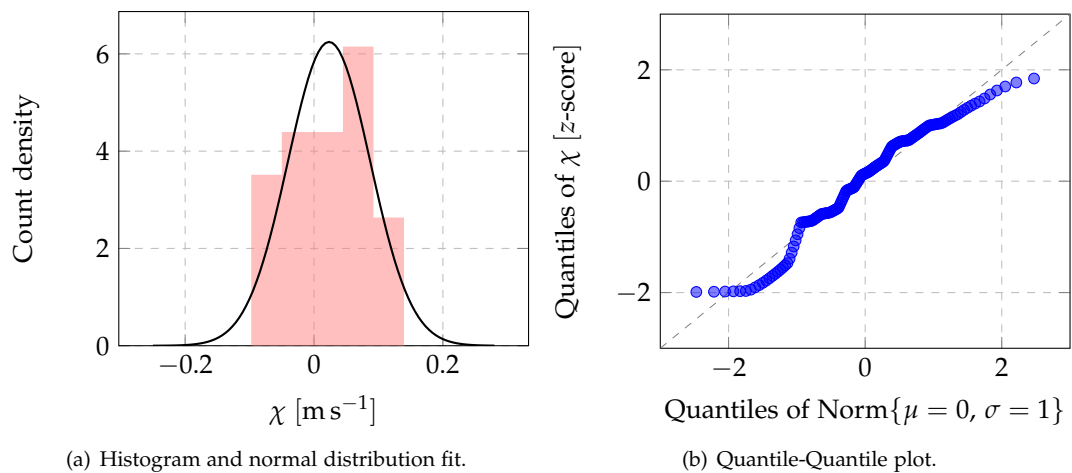 6
4
2
0
Count density
−0.2
0
0.2
χ [m s⁻¹]
(a) Histogram and normal distribution fit.
2
0
−2
Quantiles of χ [z-score]
−2
0
2
Quantiles of Norm{μ = 0, σ = 1}
(b) Quantile-Quantile plot.